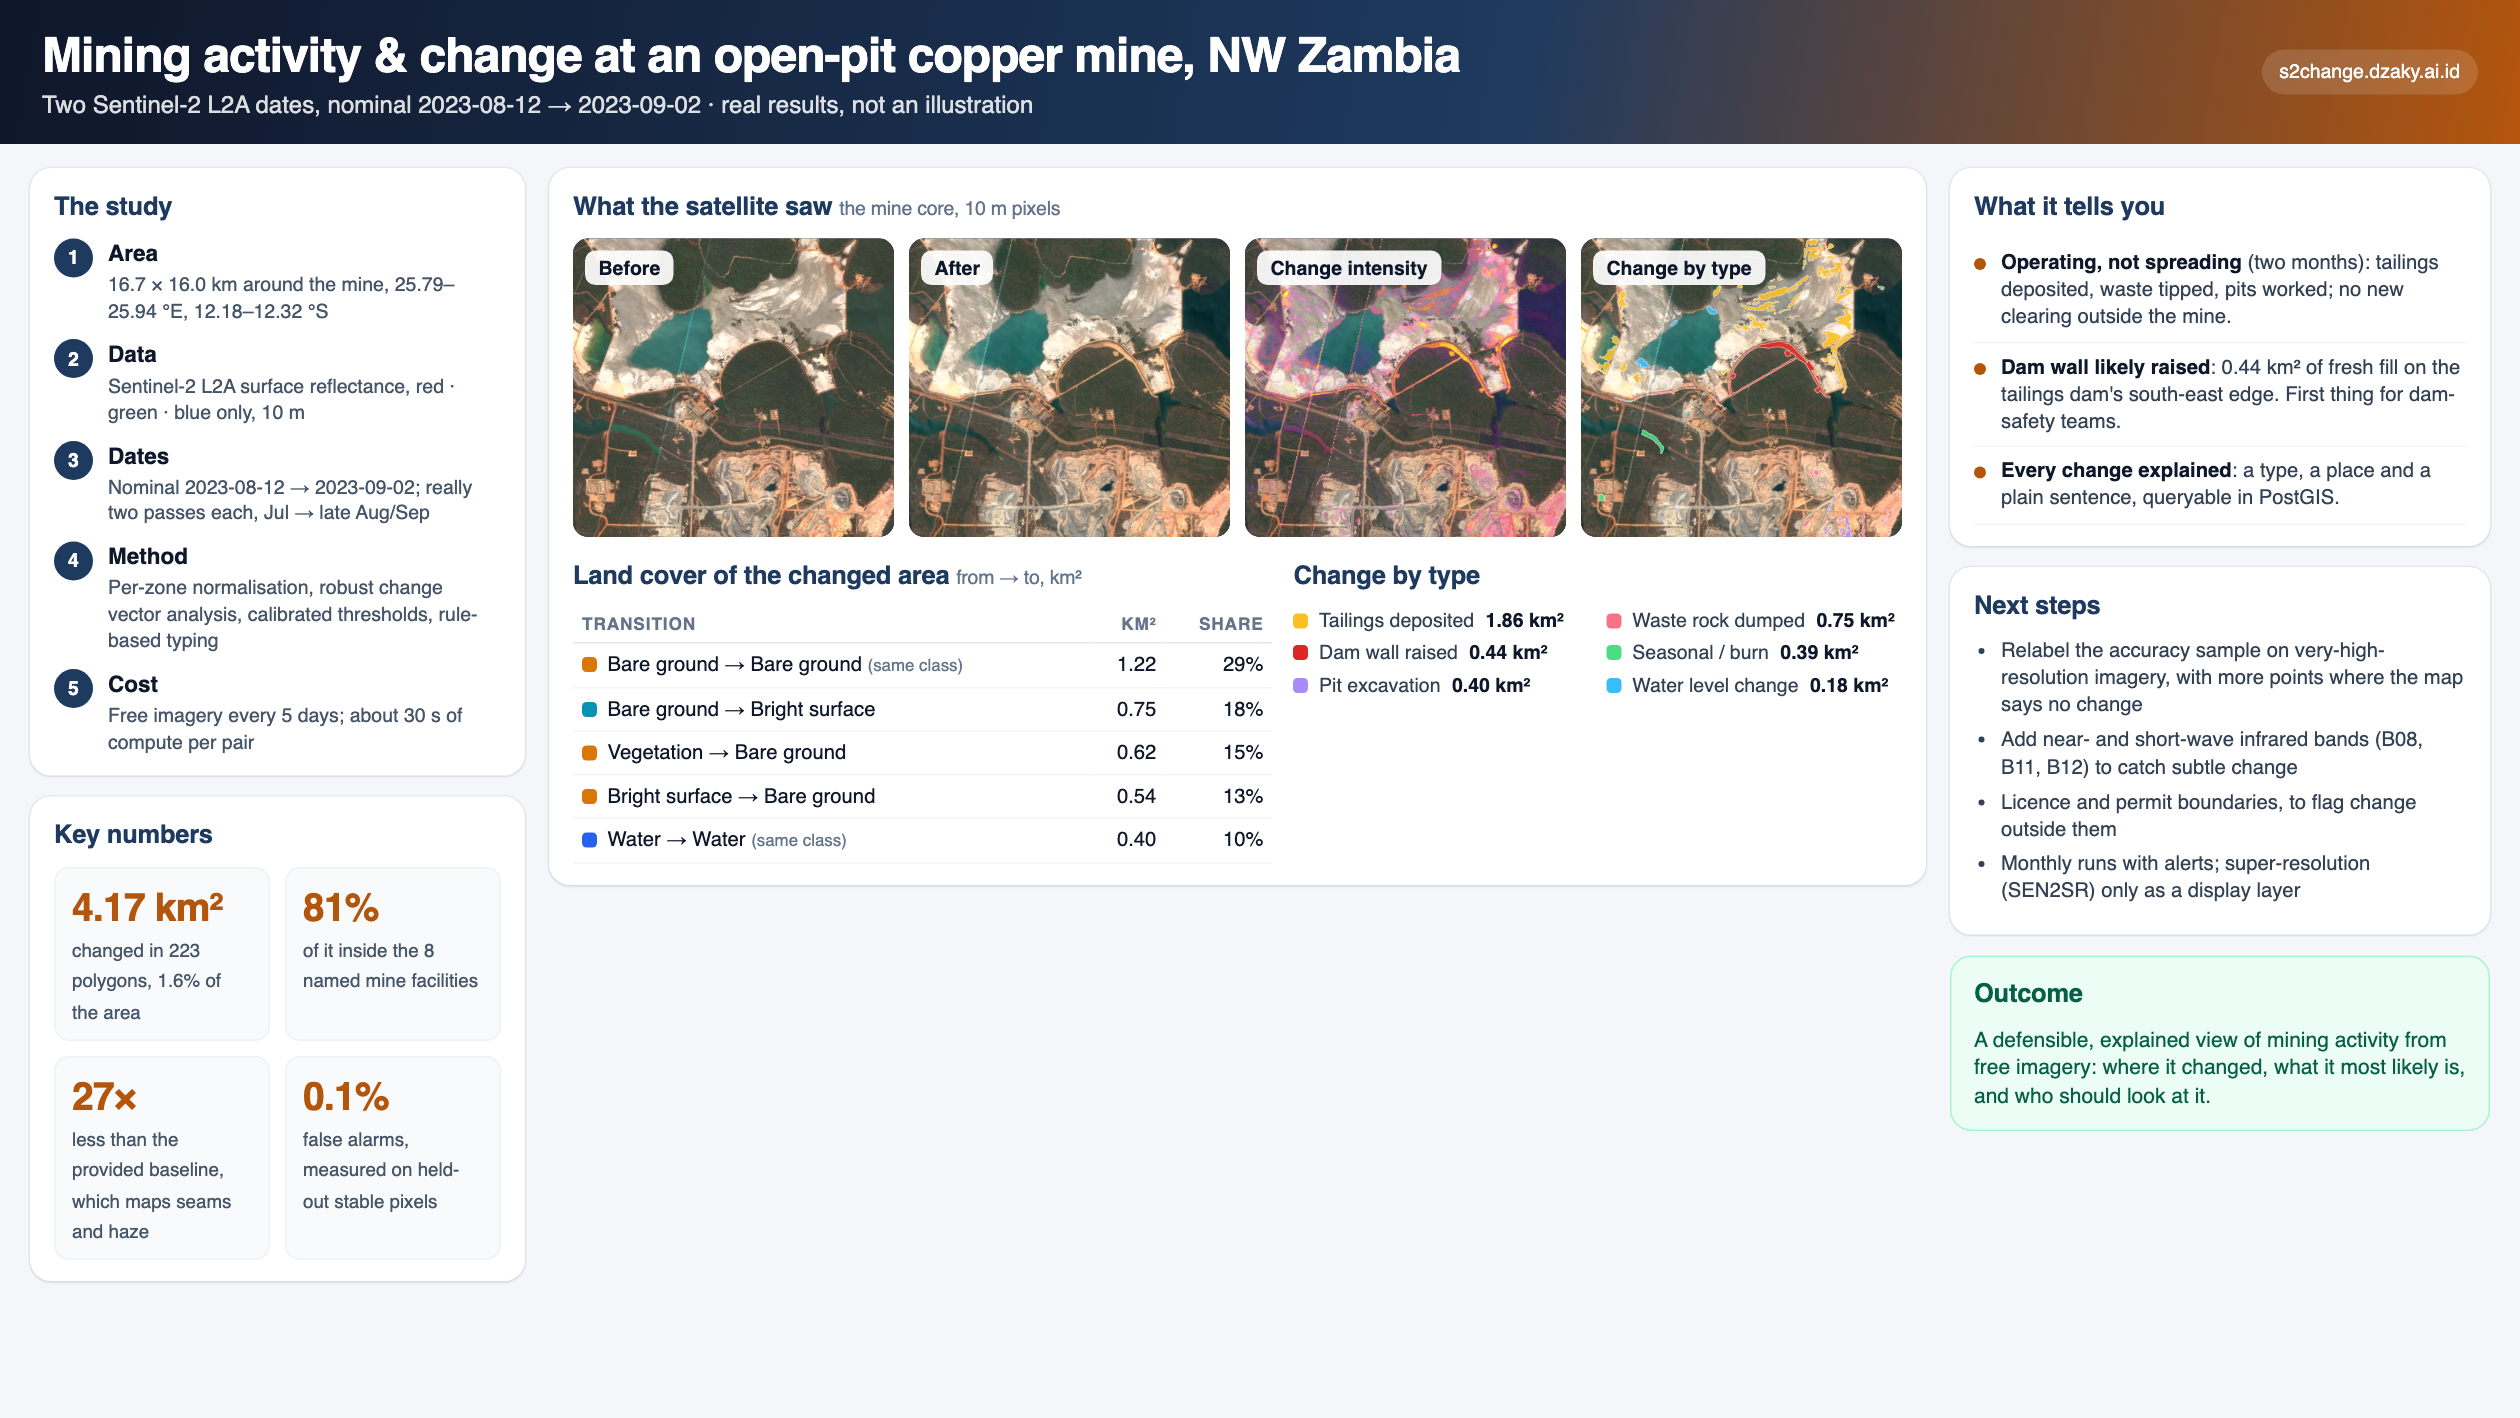 Mining activity & change at an open-pit copper mine, NW Zambia
Two Sentinel-2 L2A dates, nominal 2023-08-12 → 2023-09-02 · real results, not an illustration
s2change.dzaky.ai.id
The study
1
Area
16.7 × 16.0 km around the mine, 25.79–
25.94 °E, 12.18–12.32 °S
2
Data
Sentinel-2 L2A surface reflectance, red ·
green · blue only, 10 m
3
Dates
Nominal 2023-08-12 → 2023-09-02; really
two passes each, Jul → late Aug/Sep
4
Method
Per-zone normalisation, robust change
vector analysis, calibrated thresholds, rule-
based typing
5
Cost
Free imagery every 5 days; about 30 s of
compute per pair
Key numbers
4.17 km²
changed in 223
polygons, 1.6% of
the area
81%
of it inside the 8
named mine facilities
27×
less than the
provided baseline,
which maps seams
and haze
0.1%
false alarms,
measured on held-
out stable pixels
What the satellite saw the mine core, 10 m pixels
Before
After
Change intensity
Change by type
Land cover of the changed area from → to, km²
TRANSITION KM² SHARE
Bare ground → Bare ground (same class) 1.22 29%
Bare ground → Bright surface 0.75 18%
Vegetation → Bare ground 0.62 15%
Bright surface → Bare ground 0.54 13%
Water → Water (same class) 0.40 10%
Change by type
Tailings deposited 1.86 km²
Waste rock dumped 0.75 km²
Dam wall raised 0.44 km²
Seasonal / burn 0.39 km²
Pit excavation 0.40 km²
Water level change 0.18 km²
What it tells you
Operating, not spreading (two months): tailings
deposited, waste tipped, pits worked; no new
clearing outside the mine.
Dam wall likely raised: 0.44 km² of fresh fill on the
tailings dam's south-east edge. First thing for dam-
safety teams.
Every change explained: a type, a place and a
plain sentence, queryable in PostGIS.
Next steps
• Relabel the accuracy sample on very-high-
resolution imagery, with more points where the map
says no change
• Add near- and short-wave infrared bands (B08,
B11, B12) to catch subtle change
• Licence and permit boundaries, to flag change
outside them
• Monthly runs with alerts; super-resolution
(SEN2SR) only as a display layer
Outcome
A defensible, explained view of mining activity from
free imagery: where it changed, what it most likely is,
and who should look at it.